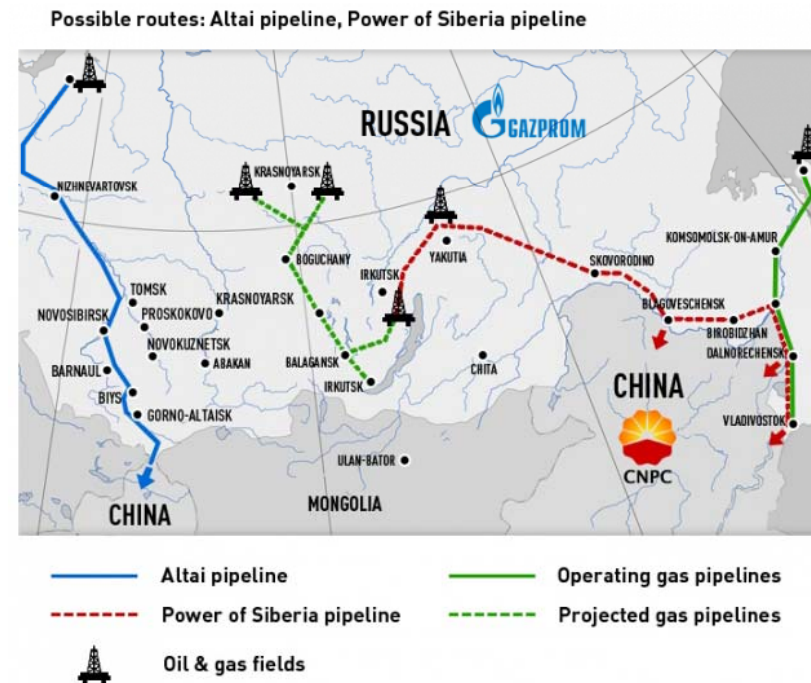 Possible routes: Altai pipeline, Power of Siberia pipeline
RUSSIA
GAZPROM
KRASNOYARSK
NIZHNEVARTOVSK
KOMSOMOLSK-ON-AMUR
BOGUCHANY
YAKUTIA
SKOVORODINO
IRKUTSK
TOMSK
KRASNOYARSK
PROSKOKOVO
NOVOSIBIRSK
BLAGOVESCHENSK
NOVOKUZNETSK
BIROBIDZHAN
ABAKAN
BALAGANSK
CHITA
DALNORECHENSK
BARNAUL
IRKUTSK
CHINA
BIYS
GORNO-ALTAISK
VLADIVOSTOK
ULAN-BATOR
CNPC
MONGOLIA
CHINA
Altai pipeline
Operating gas pipelines
Power of Siberia pipeline
Projected gas pipelines
Oil & gas fields